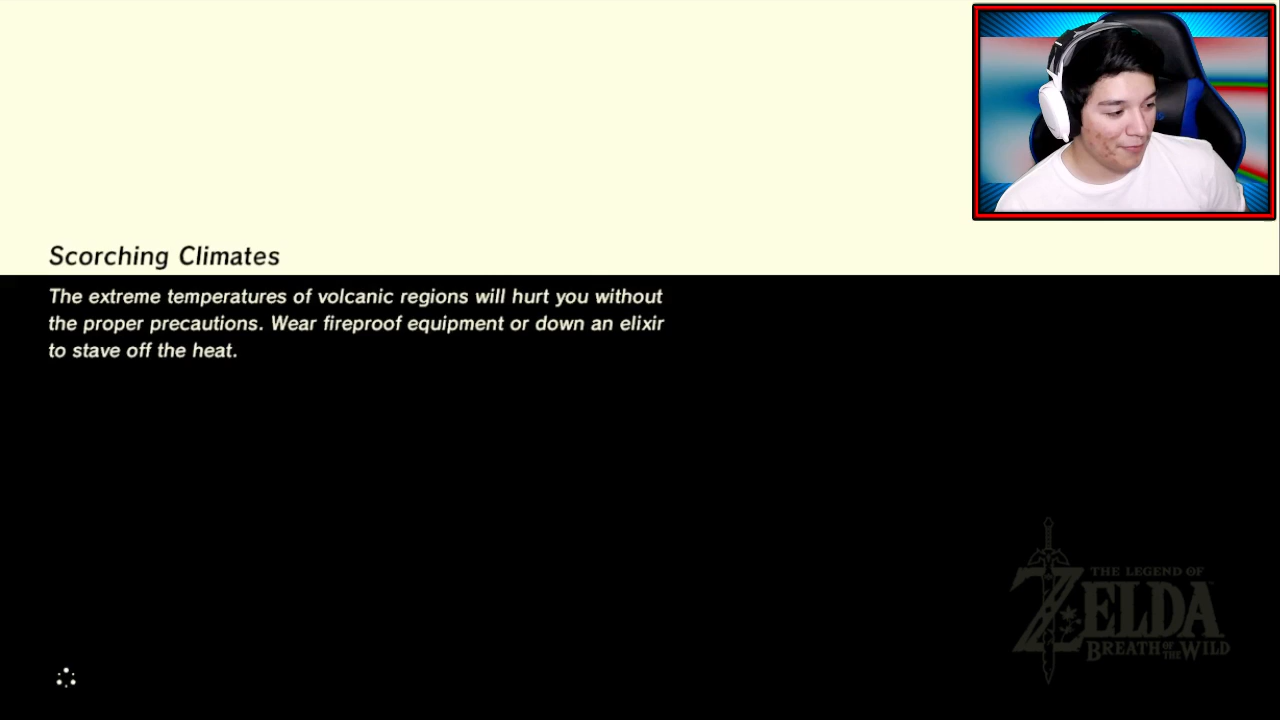 Scorching Climates
The extreme temperatures of volcanic regions will hurt you without
the proper precautions. Wear fireproof equipment or down an elixir
to stave off the heat.
THE LEGEND OF
ZELDA
BREATH OF THE WILD